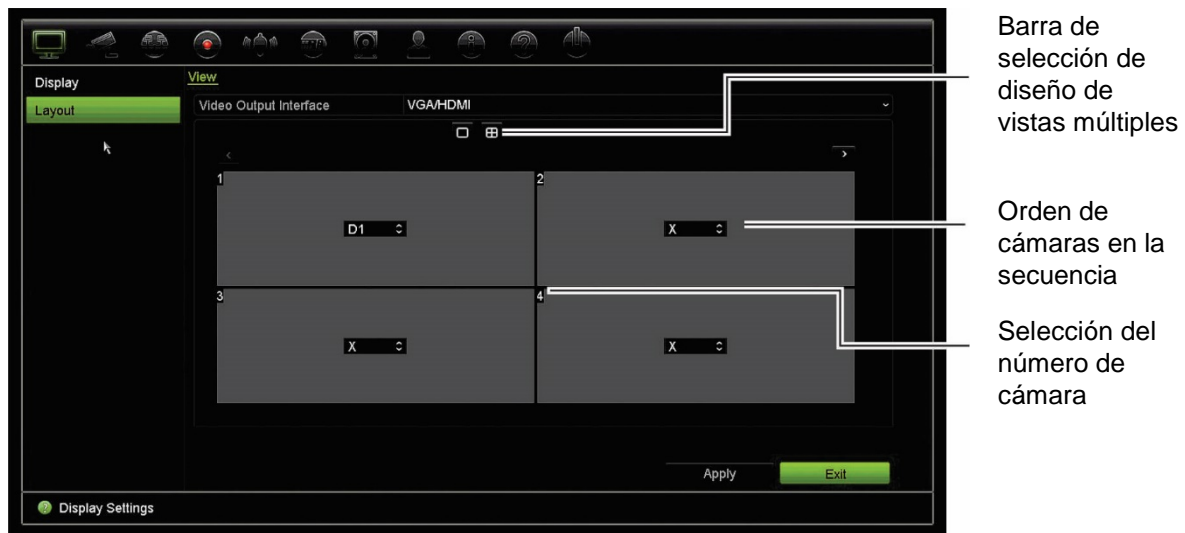 Display
Layout
View
Video Output Interface VGA/HDMI
1
D1
2
X
3
X
4
X
Apply
Exit
Display Settings
Barra de
selección de
diseño de
vistas múltiples
Orden de
cámaras en la
secuencia
Selección del
número de
cámara